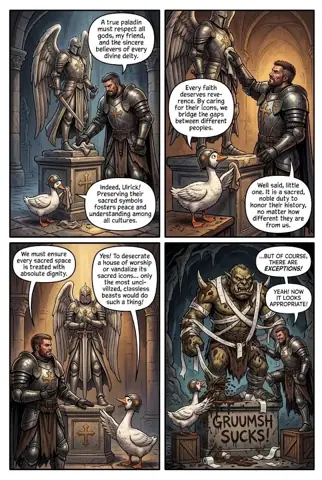 A true paladin
must respect all
gods, my friend,
and the sincere
believers of every
divine deity.
Indeed, Ulrick!
Preserving their
sacred symbols
fosters peace and
understanding among
all cultures.
Every faith
deserves reve-
rence. By caring
for their icons, we
bridge the gaps
between different
peoples.
Well said, little
one. It is a sacred,
noble duty to
honor their history,
no matter how
different they are
from us.
We must ensure
every sacred space
is treated with
absolute dignity.
Yes! To desecrate
a house of worship
or vandalize its
sacred icons... only
the most unci-
vilized, classless
beasts would do
such a thing!
...BUT OF COURSE,
THERE ARE
EXCEPTIONS!
YEAH! NOW
IT LOOKS
APPROPRIATE!
GRUUMSH
SUCKS!